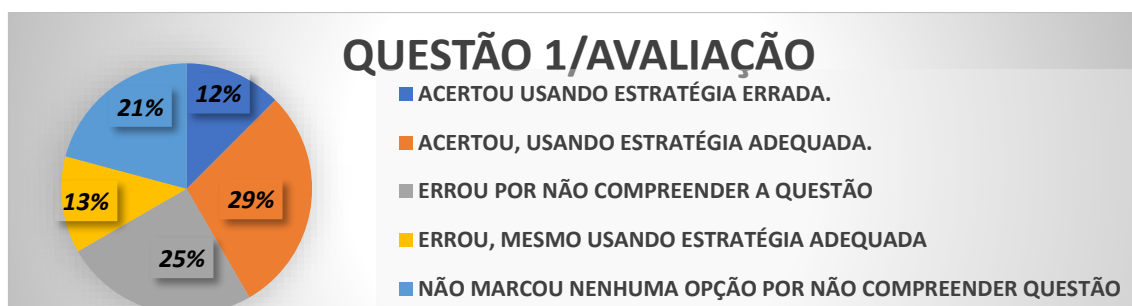 QUESTÃO 1/AVALIAÇÃO
21%
12%
13%
29%
25%
ACERTOU USANDO ESTRATÉGIA ERRADA.
ACERTOU, USANDO ESTRATÉGIA ADEQUADA.
ERROU POR NÃO COMPREENDER A QUESTÃO
ERROU, MESMO USANDO ESTRATÉGIA ADEQUADA
NÃO MARCOU NENHUMA OPÇÃO POR NÃO COMPREENDER QUESTÃO